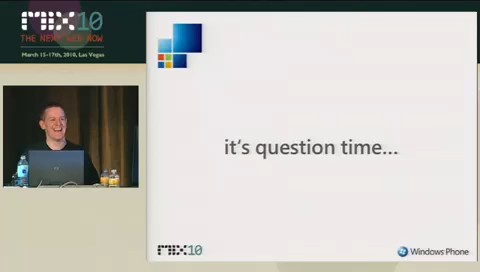 MIX10
THE NEXT WEB NOW
March 15-17th, 2010, Las Vegas
it's question time...
MIX10
Windows Phone